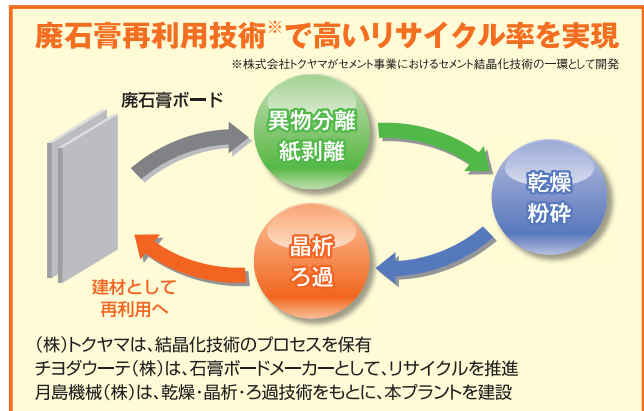 廃石膏再利用技術※で高いリサイクル率を実現
※株式会社トクヤマがセメント事業におけるセメント結晶化技術の一環として開発
廃石膏ボード
異物分離
紙剥離
乾燥
粉砕
晶析
ろ過
建材として
再利用へ
（株）トクヤマは、結晶化技術のプロセスを保有
チヨダウーテ（株）は、石膏ボードメーカーとして、リサイクルを推進
月島機械（株）は、乾燥・晶析・ろ過技術をもとに、本プラントを建設